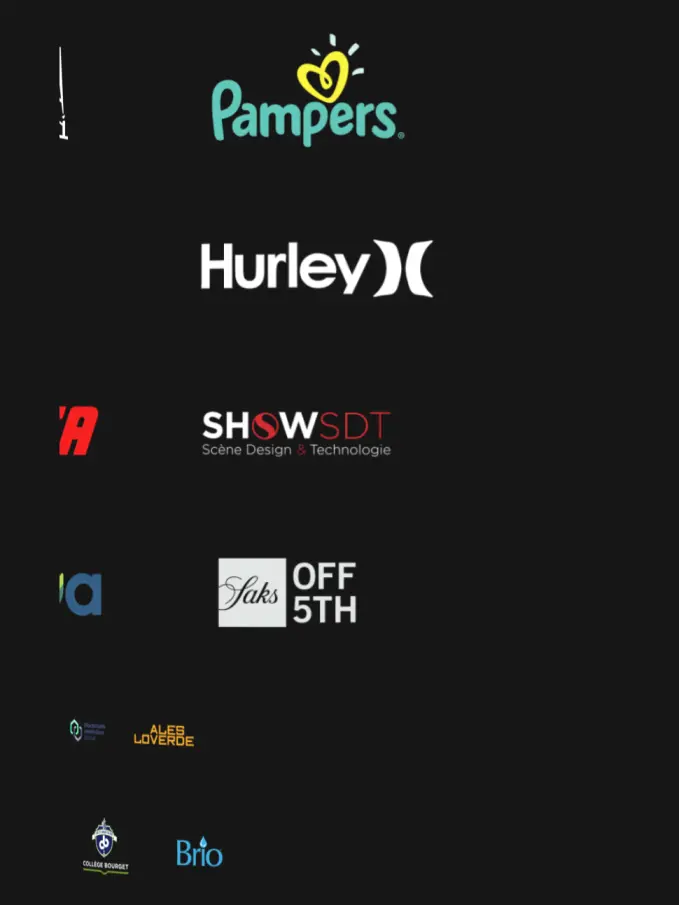 i
Pampers®
Hurley
A
SHOWSDT
Scène Design & Technologie
a
Saks
OFF
5TH
ALES
LOVERDE
COLLÈGE BOURGET
Brio